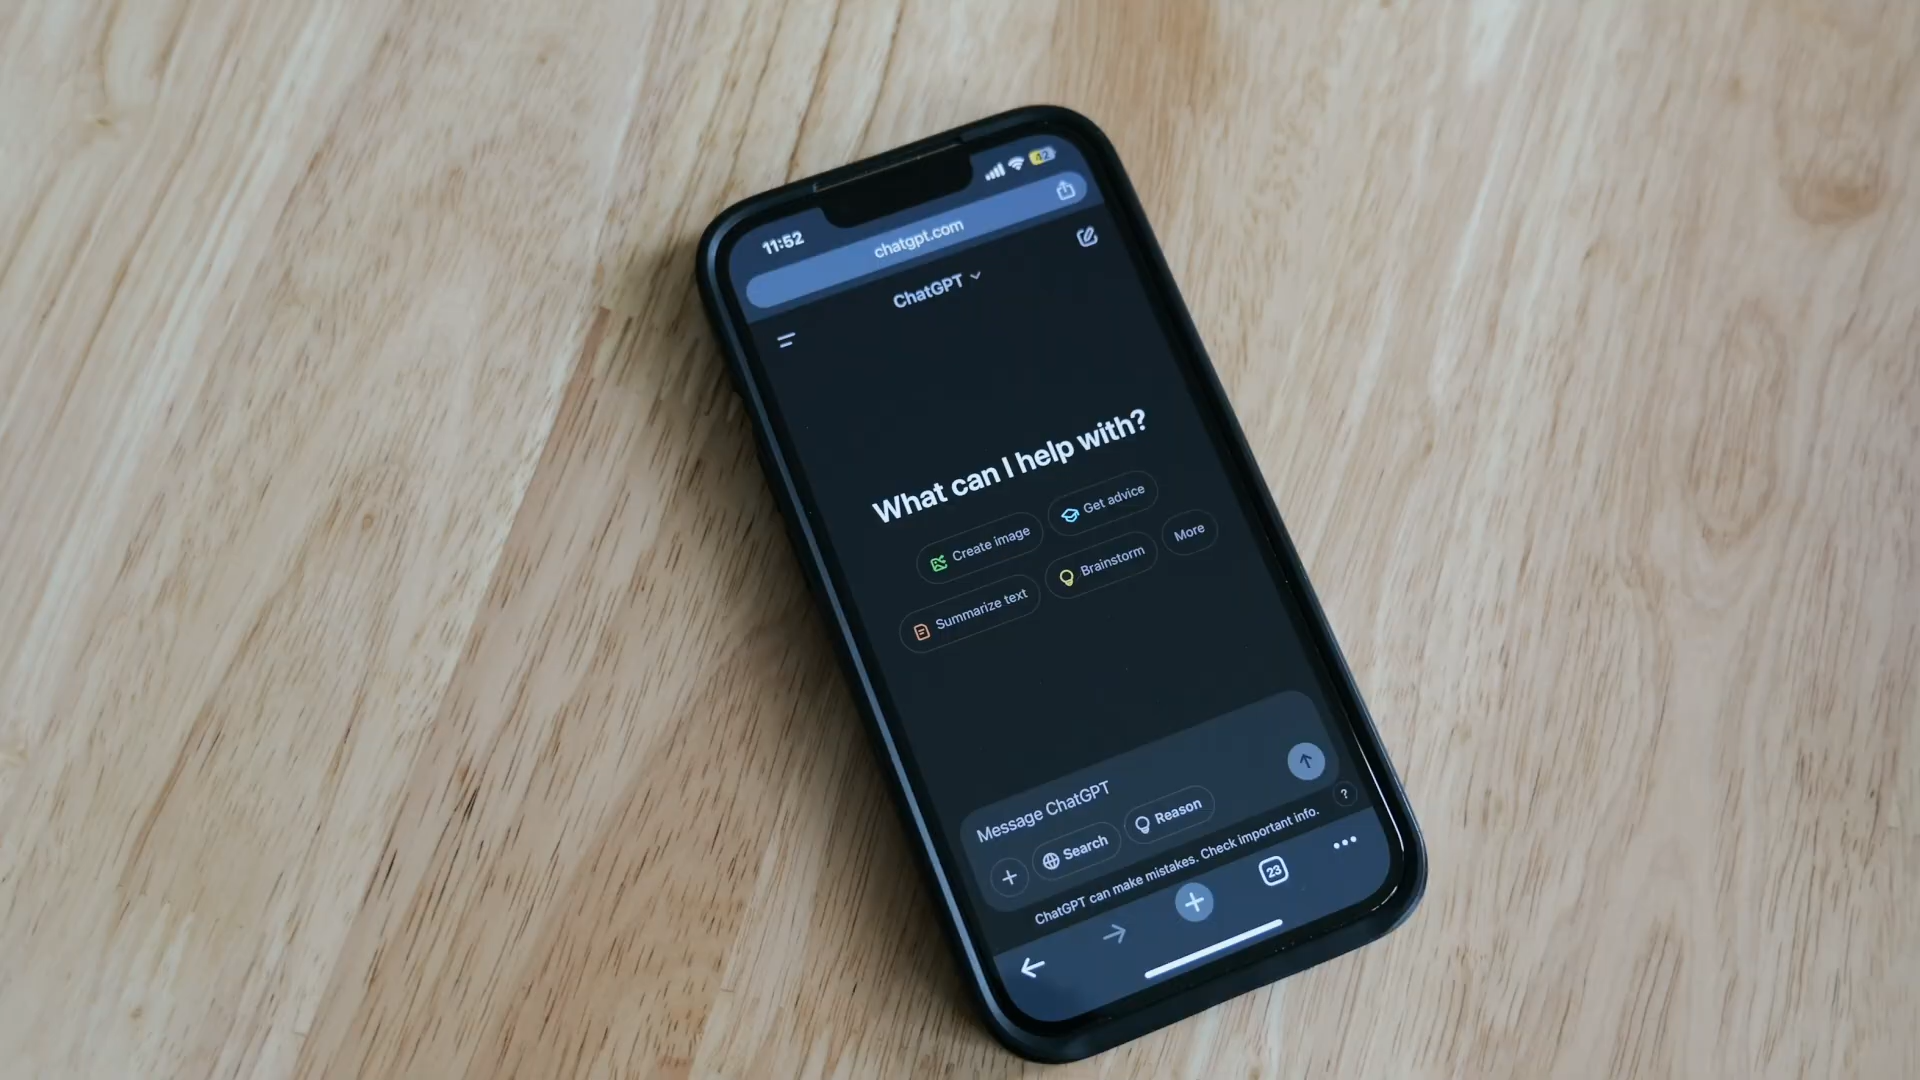 11:52
42
chatgpt.com
ChatGPT
What can I help with?
Create image
Get advice
Summarize text
Brainstorm
More
Message ChatGPT
Search
Reason
?
ChatGPT can make mistakes. Check important info.
23